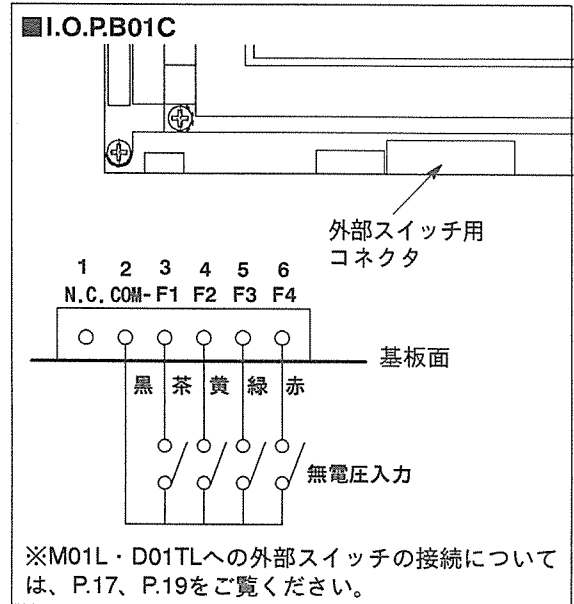 ■I.O.P.B01C
外部スイッチ用
コネクタ
1 2 3 4 5 6
N.C. COM- F1 F2 F3 F4
基板面
黒 茶 黄 緑 赤
無電圧入力
※M01L・D01TLへの外部スイッチの接続について
は、P.17、P.19をご覧ください。